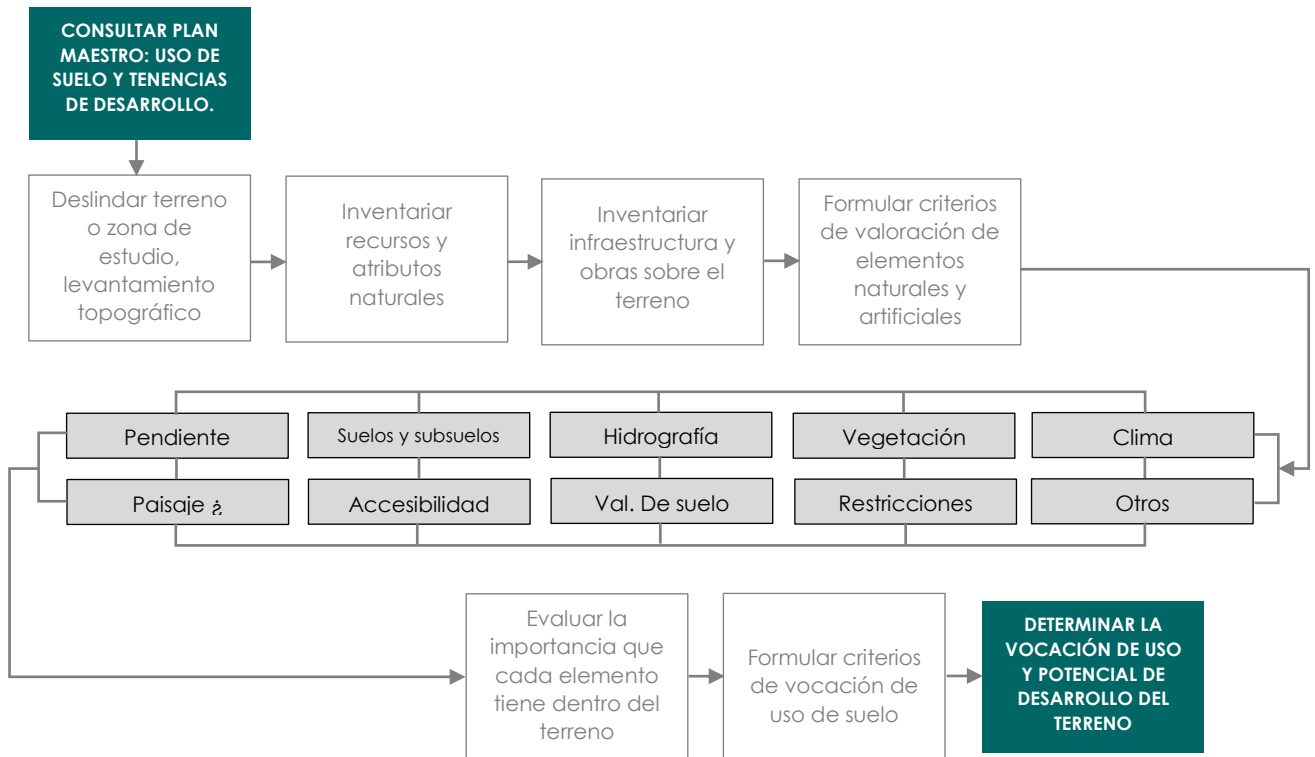 CONSULTAR PLAN
MAESTRO: USO DE
SUELO Y TENENCIAS
DE DESARROLLO.
Deslindar terreno
o zona de
estudio,
levantamiento
topográfico
Inventariar
recursos y
atributos
naturales
Inventariar
infraestructura y
obras sobre el
terreno
Formular criterios
de valoración de
elementos
naturales y
artificiales
Pendiente
Suelos y subsuelos
Hidrografía
Vegetación
Clima
Paisaje ¿
Accesibilidad
Val. De suelo
Restricciones
Otros
Evaluar la
importancia que
cada elemento
tiene dentro del
terreno
Formular criterios
de vocación de
uso de suelo
DETERMINAR LA
VOCACIÓN DE USO
Y POTENCIAL DE
DESARROLLO DEL
TERRENO